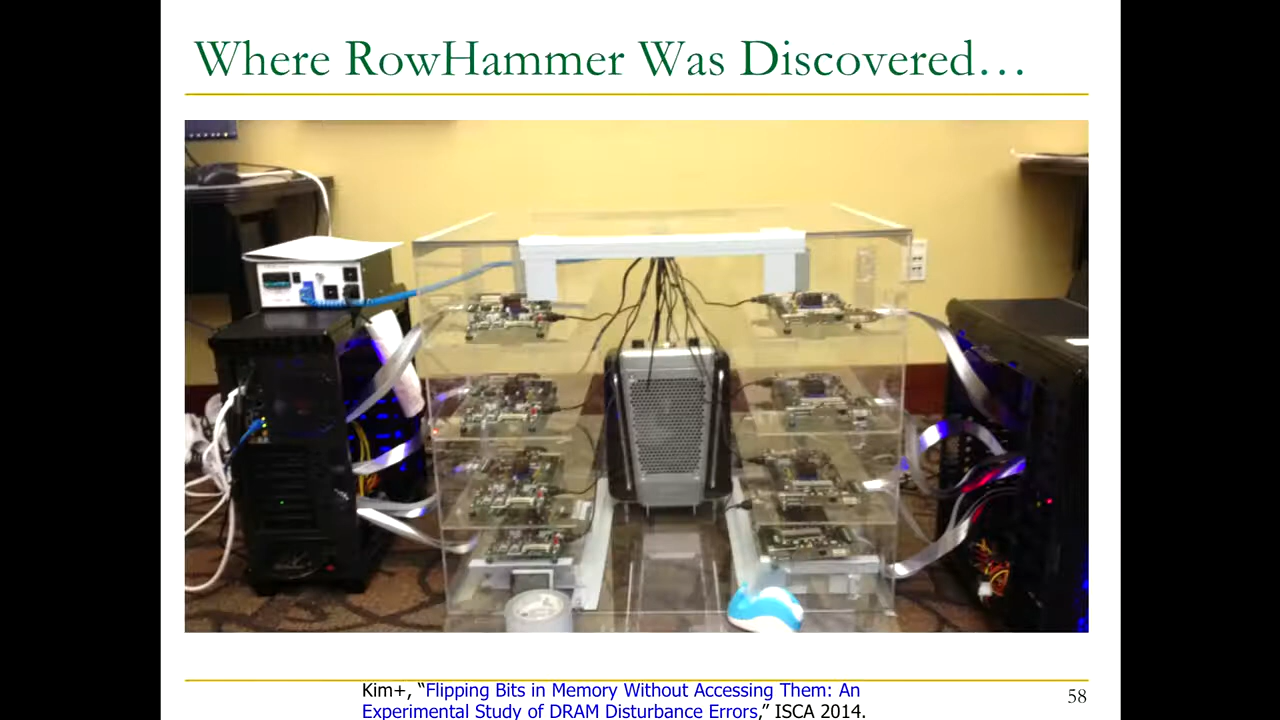 Where RowHammer Was Discovered…
Kim+, “Flipping Bits in Memory Without Accessing Them: An
Experimental Study of DRAM Disturbance Errors,” ISCA 2014.
58